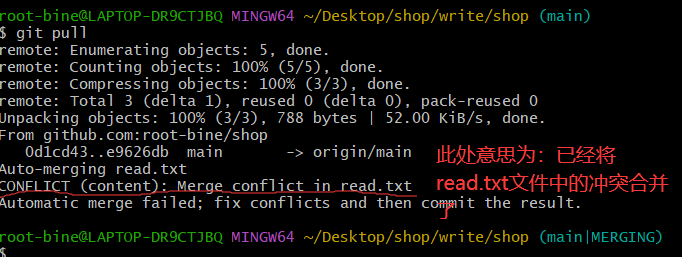 root-bine@LAPTOP-DR9CTJBQ MINGW64 ~/Desktop/shop/write/shop (main)
$ git pull
remote: Enumerating objects: 5, done.
remote: Counting objects: 100% (5/5), done.
remote: Compressing objects: 100% (3/3), done.
remote: Total 3 (delta 1), reused 0 (delta 0), pack-reused 0
Unpacking objects: 100% (3/3), 788 bytes | 52.00 KiB/s, done.
From github.com:root-bine/shop
   0d1cd43..e9626db  main       -> origin/main
Auto-merging read.txt
CONFLICT (content): Merge conflict in read.txt
Automatic merge failed; fix conflicts and then commit the result.
此处意思为：已经将
read.txt文件中的冲突合并
了
root-bine@LAPTOP-DR9CTJBQ MINGW64 ~/Desktop/shop/write/shop (main|MERGING)
$